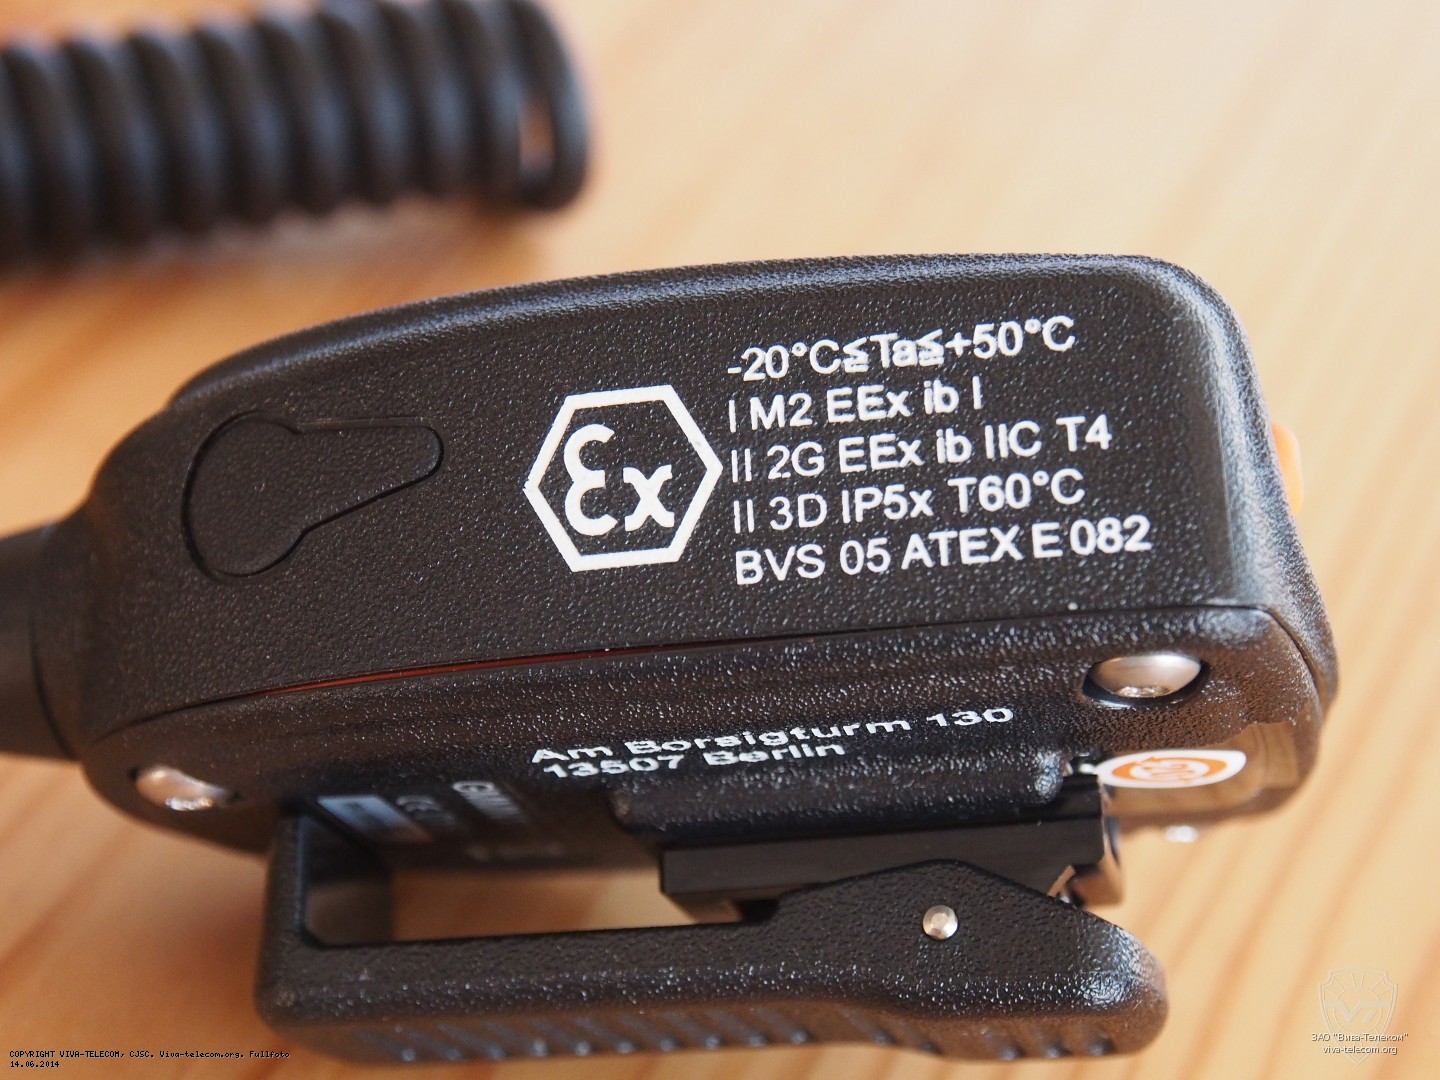 -20°C≦Ta≦+50°C
I M2 EEx ib I
II 2G EEx ib IIC T4
II 3D IP5x T60°C
BVS 05 ATEX E 082
Ex
Am Borsigturm 130
13507 Berlin
COPYRIGHT VIVA-TELECOM, CJSC. Viva-telecom.org. Fullfoto
14.06.2014
ЗАО "Вива-Телеком"
viva-telecom.org